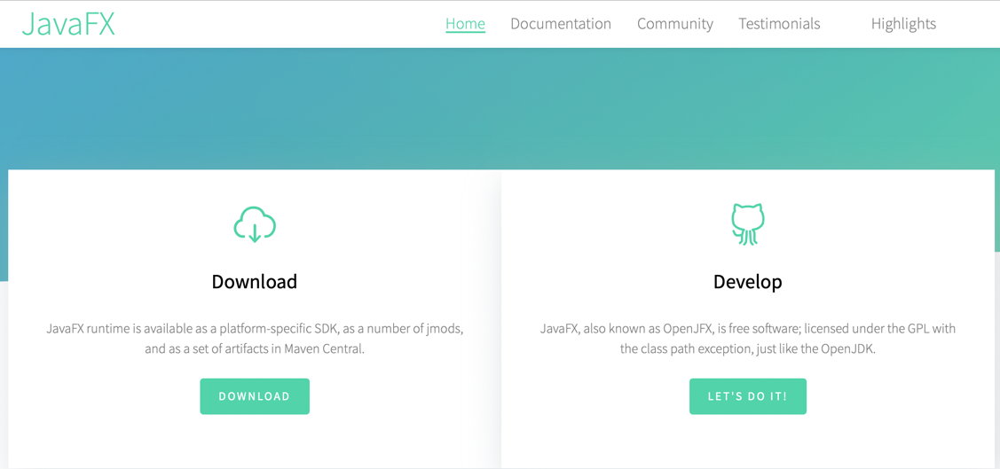 JavaFX
Home Documentation Community Testimonials Highlights
Download
JavaFX runtime is available as a platform-specific SDK, as a number of jmods,
and as a set of artifacts in Maven Central.
DOWNLOAD
Develop
JavaFX, also known as OpenJFX, is free software; licensed under the GPL with
the class path exception, just like the OpenJDK.
LET'S DO IT!